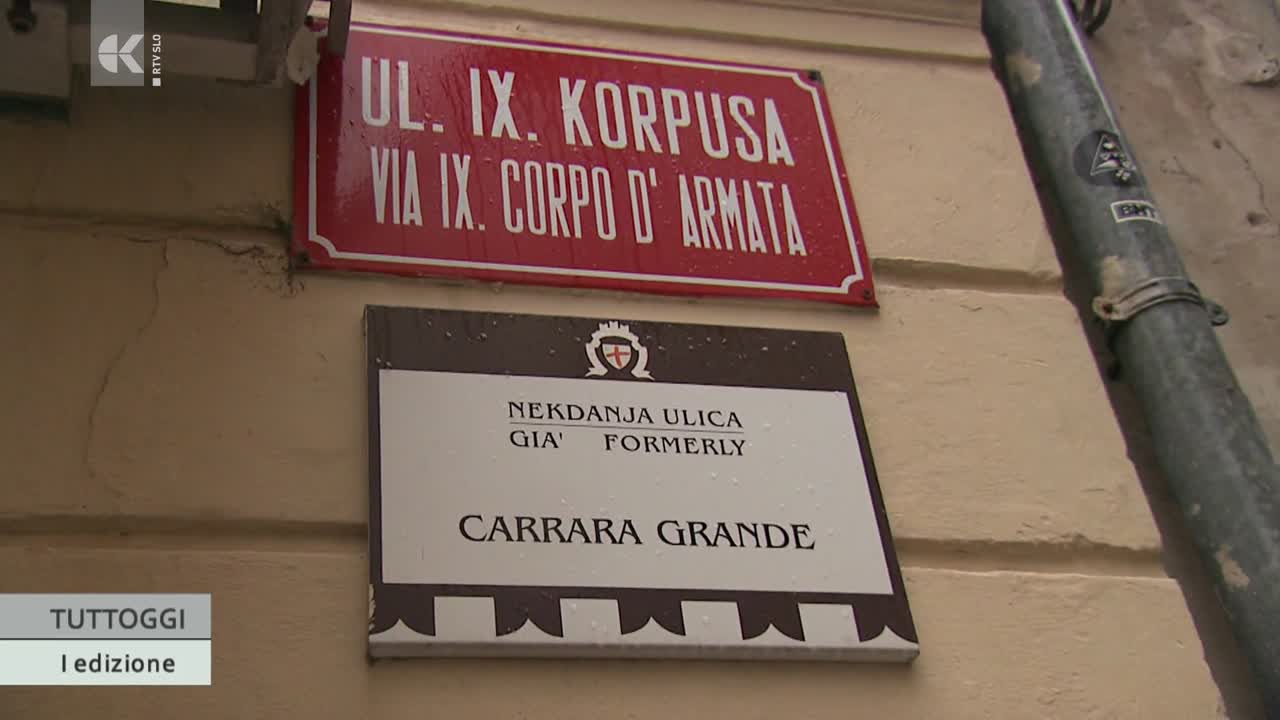 RTV SLO
UL. IX. KORPUSA
VIA IX. CORPO D' ARMATA
NEKDANJA ULICA
GIA' FORMERLY
CARRARA GRANDE
TUTTOGGI
I edizione